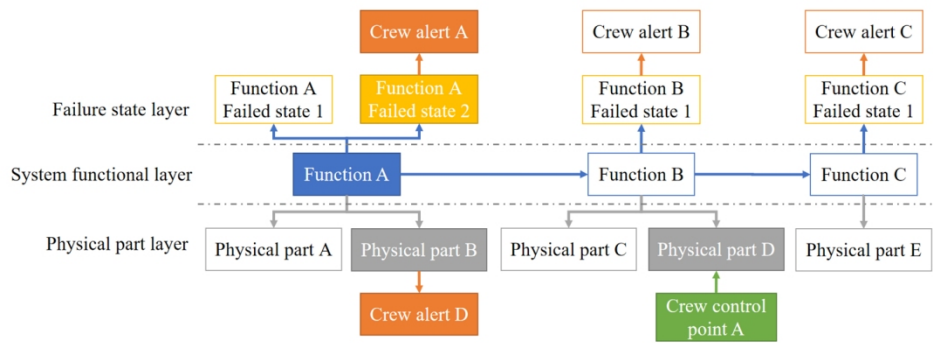 Crew alert A
Crew alert B
Crew alert C
Failure state layer
Function A
Failed state 1
Function A
Failed state 2
Function B
Failed state 1
Function C
Failed state 1
System functional layer
Function A
Function B
Function C
Physical part layer
Physical part A
Physical part B
Physical part C
Physical part D
Physical part E
Crew alert D
Crew control
point A